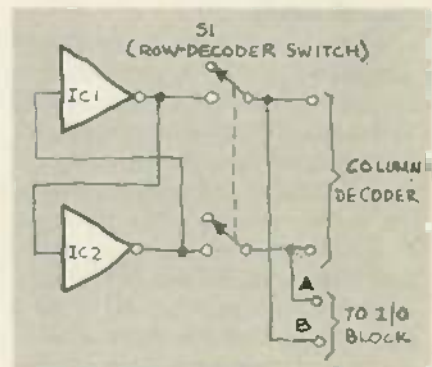 S1
(ROW-DECODER SWITCH)
IC1
COLUMN
DECODER
IC2
A
TO I/O
B
BLOCK